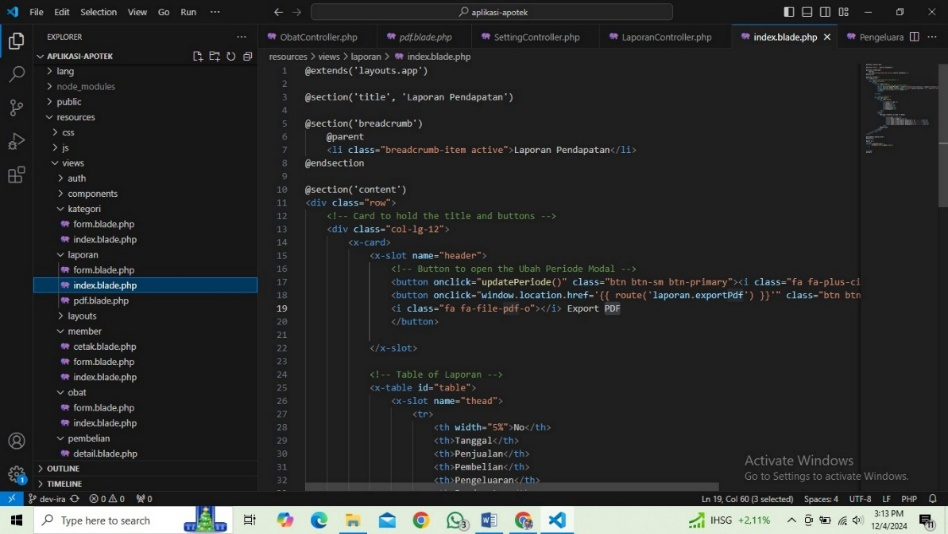 File Edit Selection View Go Run ···
aplikasi-apotek
EXPLORER
ObatController.php
pdf.blade.php
SettingController.php
LaporanController.php
index.blade.php
Pengelua
APLIKASI-APOTEK
lang
node_modules
public
resources
css
js
views
auth
components
kategori
form.blade.php
index.blade.php
laporan
form.blade.php
index.blade.php
pdf.blade.php
layouts
member
cetak.blade.php
form.blade.php
index.blade.php
obat
form.blade.php
index.blade.php
pembelian
detail.blade.php
OUTLINE
TIMELINE
resources > views > laporan > index.blade.php
1 @extends('layouts.app')
2
3 @section('title', 'Laporan Pendapatan')
4
5 @section('breadcrumb')
6 @parent
7 <li class="breadcrumb-item active">Laporan Pendapatan</li>
8 @endsection
9
10 @section('content')
11 <div class="row">
12 <!-- Card to hold the title and buttons -->
13 <div class="col-lg-12">
14 <x-card>
15 <x-slot name="header">
16 <!-- Button to open the Ubah Periode Modal -->
17 <button onclick="updatePeriode()" class="btn btn-sm btn-primary"><i class="fa fa-plus-ci
18 <button onclick="window.location.href='{{ route('laporan.exportPdf') }}'" class="btn btn
19 <i class="fa fa-file-pdf-o"></i> Export PDF
20 </button>
21
22 </x-slot>
23
24 <!-- Table of Laporan -->
25 <x-table id="table">
26 <x-slot name="thead">
27 <tr>
28 <th width="5%">No</th>
29 <th>Tanggal</th>
30 <th>Penjualan</th>
31 <th>Pembelian</th>
32 <th>Pengeluaran</th>
Activate Windows
Go to Settings to activate Windows.
dev-ira 0 0 0
Ln 19, Col 60 (3 selected) Spaces: 4 UTF-8 LF PHP
Type here to search
IHSG +2,11%
3:13 PM
12/4/2024